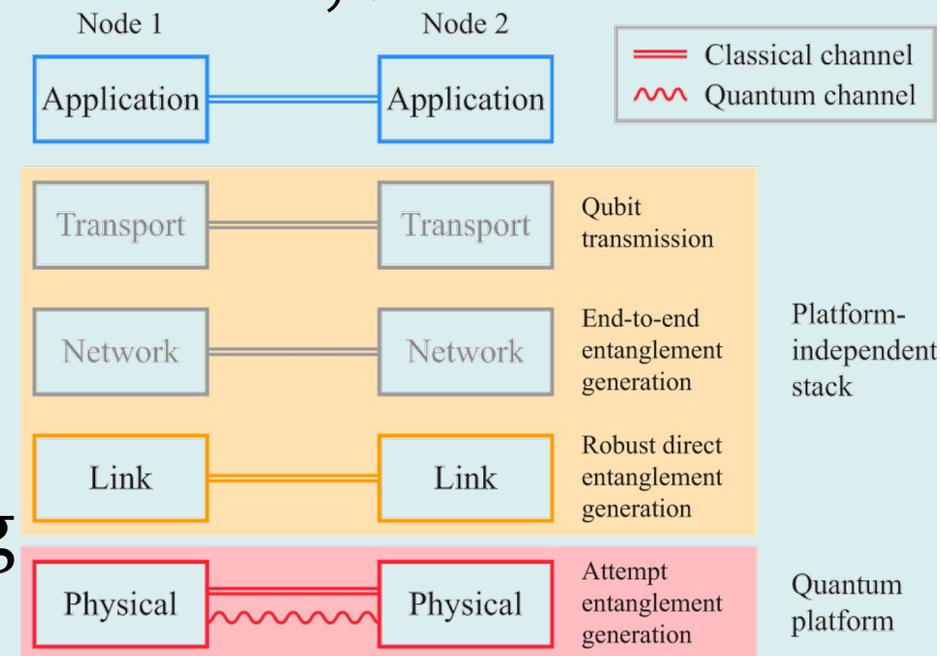 Node 1
Node 2
Classical channel
Quantum channel
Application
Application
Transport
Transport
Qubit
transmission
Network
Network
End-to-end
entanglement
generation
Platform-
independent
stack
Link
Link
Robust direct
entanglement
generation
g
Physical
Physical
Attempt
entanglement
generation
Quantum
platform